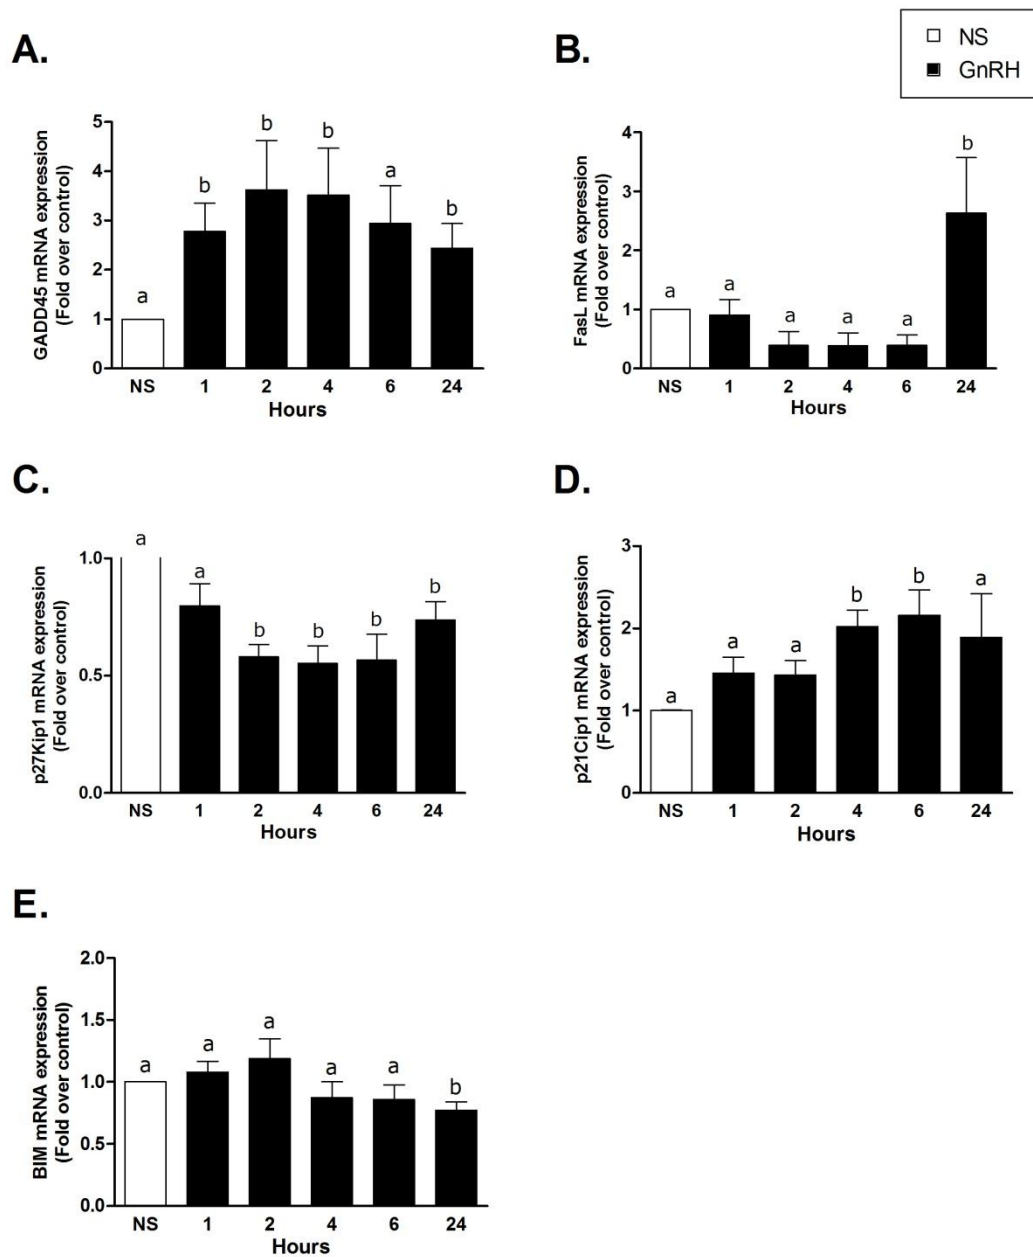 A.
B.
NS
GnRH
GADD45 mRNA expression
(Fold over control)
5
4
3
2
1
0
a
b
b
b
a
b
NS 1 2 4 6 24
Hours
FasL mRNA expression
(Fold over control)
4
3
2
1
0
a
a
a
a
a
b
NS 1 2 4 6 24
Hours
C.
D.
p27Kip1 mRNA expression
(Fold over control)
1.0
0.5
0.0
a
a
b
b
b
b
NS 1 2 4 6 24
Hours
p21Cip1 mRNA expression
(Fold over control)
3
2
1
0
a
a
a
b
b
a
NS 1 2 4 6 24
Hours
E.
BIM mRNA expression
(Fold over control)
2.0
1.5
1.0
0.5
0.0
a
a
a
a
a
b
NS 1 2 4 6 24
Hours